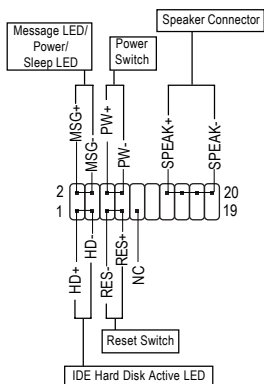 Speaker Connector
Message LED/
Power/
Sleep LED
Power
Switch
MSG+
MSG-
PW+
PW-
SPEAK+
SPEAK-
2
20
1
19
HD+
HD-
RES-
RES+
NC
Reset Switch
IDE Hard Disk Active LED